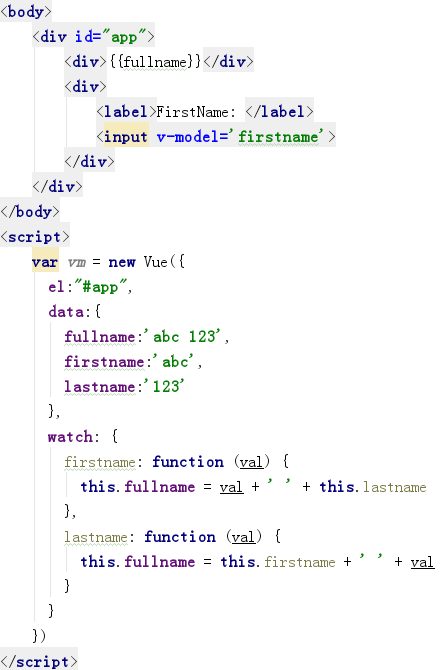 <body>
    <div id="app">
        <div>{{fullname}}</div>
        <div>
            <label>FirstName: </label>
            <input v-model='firstname'>
        </div>
    </div>
</body>
<script>
    var vm = new Vue({
      el:"#app",
      data:{
        fullname:'abc 123',
        firstname:'abc',
        lastname:'123'
      },
      watch: {
        firstname: function (val) {
          this.fullname = val + ' ' + this.lastname
        },
        lastname: function (val) {
          this.fullname = this.firstname + ' ' + val
        }
      }
    })
</script>